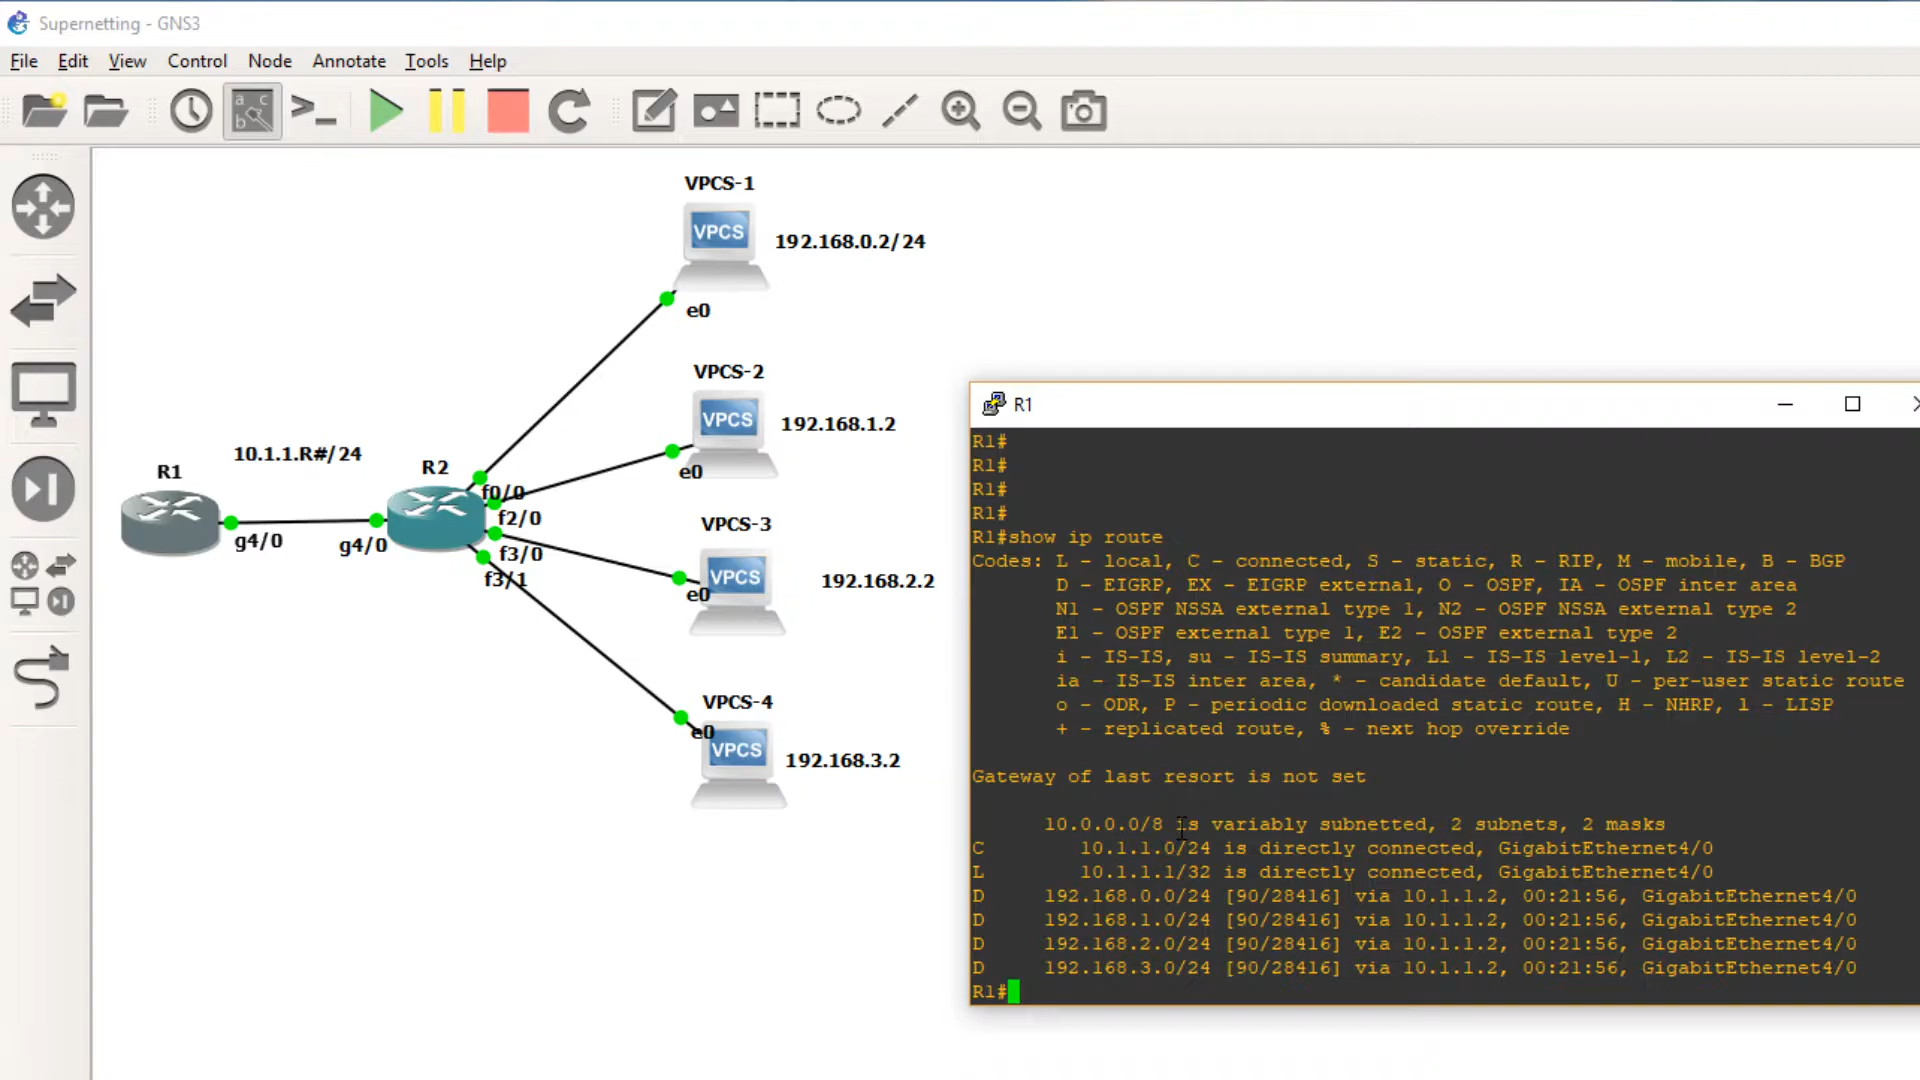 Supernetting - GNS3
File Edit View Control Node Annotate Tools Help
VPCS-1
VPCS
192.168.0.2/24
e0
VPCS-2
VPCS
192.168.1.2
e0
10.1.1.R#/24
R1
R2
g4/0
g4/0
f0/0
f2/0
f3/0
f3/1
VPCS-3
VPCS
192.168.2.2
e0
VPCS-4
e0
VPCS
192.168.3.2
R1
R1#
R1#
R1#
R1#
R1#show ip route
Codes: L - local, C - connected, S - static, R - RIP, M - mobile, B - BGP
D - EIGRP, EX - EIGRP external, O - OSPF, IA - OSPF inter area
N1 - OSPF NSSA external type 1, N2 - OSPF NSSA external type 2
E1 - OSPF external type 1, E2 - OSPF external type 2
i - IS-IS, su - IS-IS summary, L1 - IS-IS level-1, L2 - IS-IS level-2
ia - IS-IS inter area, * - candidate default, U - per-user static route
o - ODR, P - periodic downloaded static route, H - NHRP, l - LISP
+ - replicated route, % - next hop override
Gateway of last resort is not set
10.0.0.0/8 is variably subnetted, 2 subnets, 2 masks
C 10.1.1.0/24 is directly connected, GigabitEthernet4/0
L 10.1.1.1/32 is directly connected, GigabitEthernet4/0
D 192.168.0.0/24 [90/28416] via 10.1.1.2, 00:21:56, GigabitEthernet4/0
D 192.168.1.0/24 [90/28416] via 10.1.1.2, 00:21:56, GigabitEthernet4/0
D 192.168.2.0/24 [90/28416] via 10.1.1.2, 00:21:56, GigabitEthernet4/0
D 192.168.3.0/24 [90/28416] via 10.1.1.2, 00:21:56, GigabitEthernet4/0
R1#